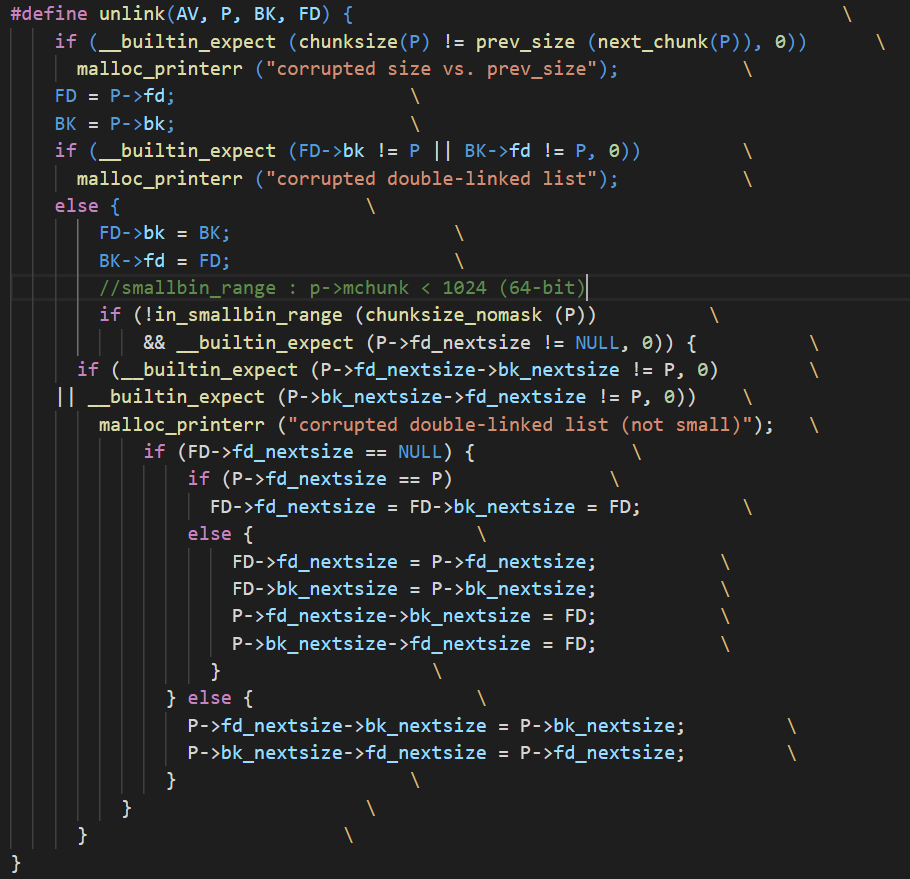 #define unlink(AV, P, BK, FD) { \
if (__builtin_expect (chunksize(P) != prev_size (next_chunk(P)), 0)) \
malloc_printerr ("corrupted size vs. prev_size"); \
FD = P->fd; \
BK = P->bk; \
if (__builtin_expect (FD->bk != P || BK->fd != P, 0)) \
malloc_printerr ("corrupted double-linked list"); \
else { \
FD->bk = BK; \
BK->fd = FD; \
//smallbin_range : p->mchunk < 1024 (64-bit)
if (!in_smallbin_range (chunksize_nomask (P)) \
&& __builtin_expect (P->fd_nextsize != NULL, 0)) { \
if (__builtin_expect (P->fd_nextsize->bk_nextsize != P, 0) \
|| __builtin_expect (P->bk_nextsize->fd_nextsize != P, 0)) \
malloc_printerr ("corrupted double-linked list (not small)"); \
if (FD->fd_nextsize == NULL) { \
if (P->fd_nextsize == P) \
FD->fd_nextsize = FD->bk_nextsize = FD; \
else { \
FD->fd_nextsize = P->fd_nextsize; \
FD->bk_nextsize = P->bk_nextsize; \
P->fd_nextsize->bk_nextsize = FD; \
P->bk_nextsize->fd_nextsize = FD; \
} \
} else { \
P->fd_nextsize->bk_nextsize = P->bk_nextsize; \
P->bk_nextsize->fd_nextsize = P->fd_nextsize; \
} \
} \
} \
}